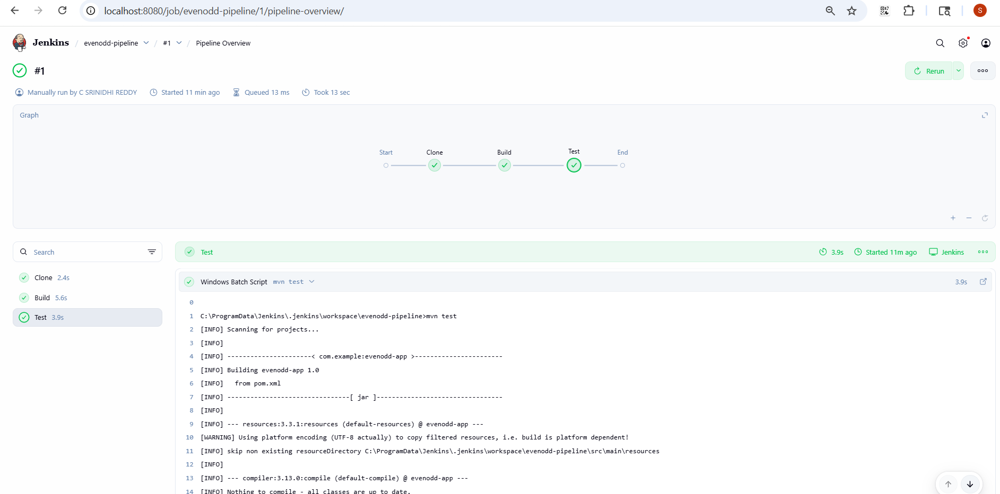 localhost:8080/job/evenodd-pipeline/1/pipeline-overview/
S
Jenkins / evenodd-pipeline / #1 / Pipeline Overview
#1
Rerun
Manually run by C SRINIDHI REDDY Started 11 min ago Queued 13 ms Took 13 sec
Graph
Start Clone Build Test End
Search
Clone 2.4s
Build 5.6s
Test 3.9s
Test 3.9s Started 11m ago Jenkins
Windows Batch Script mvn test 3.9s
0
1 C:\ProgramData\Jenkins\.jenkins\workspace\evenodd-pipeline>mvn test
2 [INFO] Scanning for projects...
3 [INFO]
4 [INFO] ----------------------< com.example:evenodd-app >-----------------------
5 [INFO] Building evenodd-app 1.0
6 [INFO]   from pom.xml
7 [INFO] --------------------------------[ jar ]---------------------------------
8 [INFO]
9 [INFO] --- resources:3.3.1:resources (default-resources) @ evenodd-app ---
10 [WARNING] Using platform encoding (UTF-8 actually) to copy filtered resources, i.e. build is platform dependent!
11 [INFO] skip non existing resourceDirectory C:\ProgramData\Jenkins\.jenkins\workspace\evenodd-pipeline\src\main\resources
12 [INFO]
13 [INFO] --- compiler:3.13.0:compile (default-compile) @ evenodd-app ---
14 [INFO] Nothing to compile - all classes are up to date.